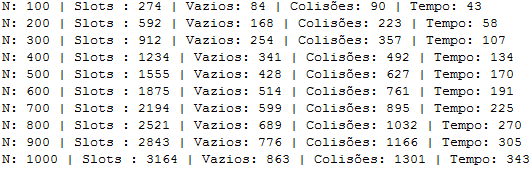 N: 100 | Slots : 274 | Vazios: 84 | Colisões: 90 | Tempo: 43
N: 200 | Slots : 592 | Vazios: 168 | Colisões: 223 | Tempo: 58
N: 300 | Slots : 912 | Vazios: 254 | Colisões: 357 | Tempo: 107
N: 400 | Slots : 1234 | Vazios: 341 | Colisões: 492 | Tempo: 134
N: 500 | Slots : 1555 | Vazios: 428 | Colisões: 627 | Tempo: 170
N: 600 | Slots : 1875 | Vazios: 514 | Colisões: 761 | Tempo: 191
N: 700 | Slots : 2194 | Vazios: 599 | Colisões: 895 | Tempo: 225
N: 800 | Slots : 2521 | Vazios: 689 | Colisões: 1032 | Tempo: 270
N: 900 | Slots : 2843 | Vazios: 776 | Colisões: 1166 | Tempo: 305
N: 1000 | Slots : 3164 | Vazios: 863 | Colisões: 1301 | Tempo: 343